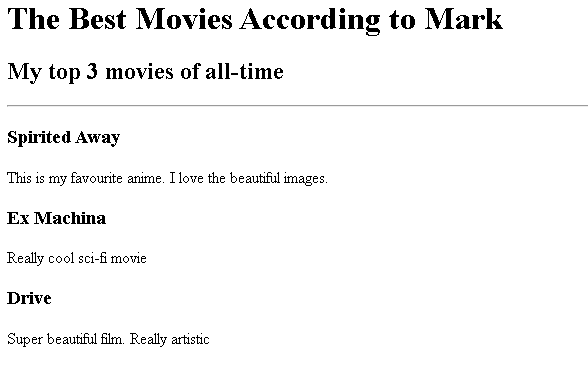 The Best Movies According to Mark
My top 3 movies of all-time
Spirited Away
This is my favourite anime. I love the beautiful images.
Ex Machina
Really cool sci-fi movie
Drive
Super beautiful film. Really artistic